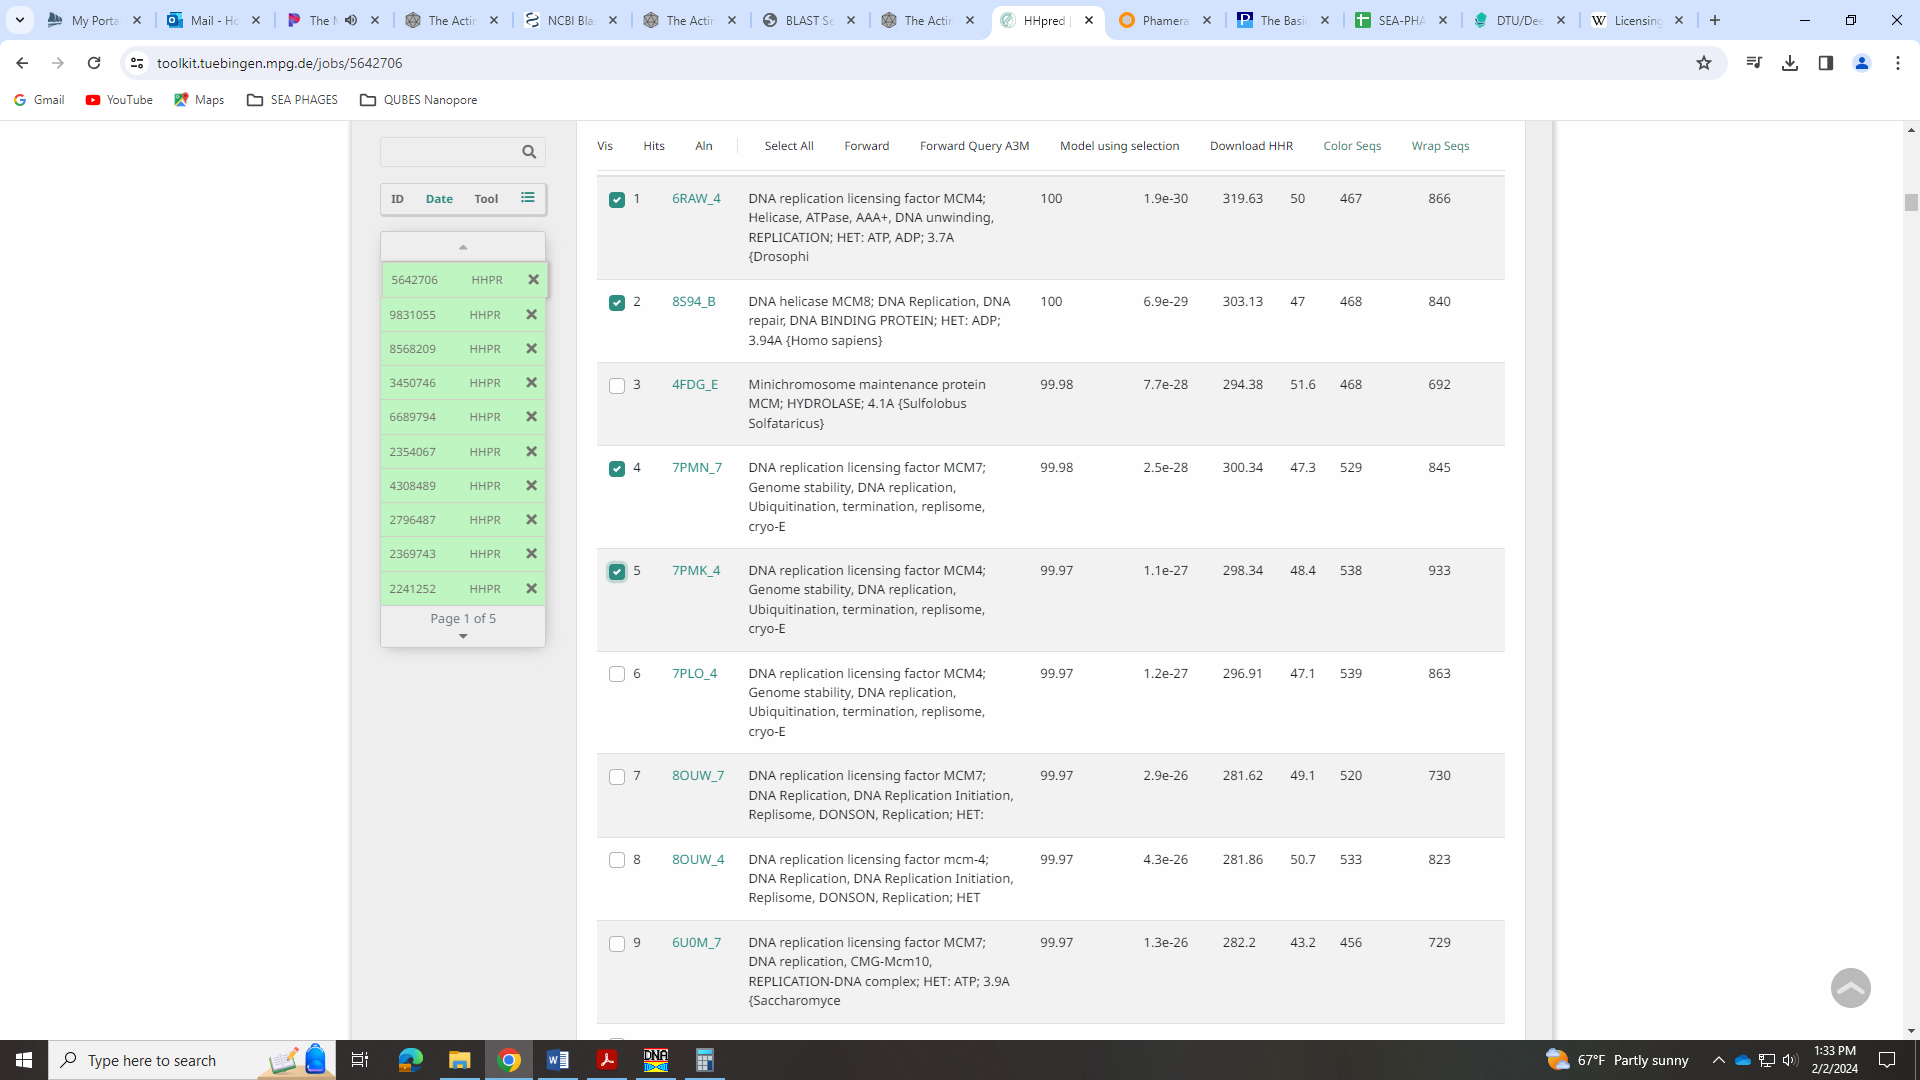 My Porta
Mail - Ho
The M
The Actin
NCBI Blas
The Actin
BLAST Se
The Actin
HHpred |
Phamera
The Basic
SEA-PHA
DTU/Dee
Licensing
toolkit.tuebingen.mpg.de/jobs/5642706
Gmail
YouTube
Maps
SEA PHAGES
QUBES Nanopore
Vis Hits Aln Select All Forward Forward Query A3M Model using selection Download HHR Color Seqs Wrap Seqs
ID Date Tool
5642706 HHPR
9831055 HHPR
8568209 HHPR
3450746 HHPR
6689794 HHPR
2354067 HHPR
4308489 HHPR
2796487 HHPR
2369743 HHPR
2241252 HHPR
Page 1 of 5
1 6RAW_4 DNA replication licensing factor MCM4; 100 1.9e-30 319.63 50 467 866
Helicase, ATPase, AAA+, DNA unwinding,
REPLICATION; HET: ATP, ADP; 3.7A
{Drosophi
2 8S94_B DNA helicase MCM8; DNA Replication, DNA 100 6.9e-29 303.13 47 468 840
repair, DNA BINDING PROTEIN; HET: ADP;
3.94A {Homo sapiens}
3 4FDG_E Minichromosome maintenance protein 99.98 7.7e-28 294.38 51.6 468 692
MCM; HYDROLASE; 4.1A {Sulfolobus
Solfataricus}
4 7PMN_7 DNA replication licensing factor MCM7; 99.98 2.5e-28 300.34 47.3 529 845
Genome stability, DNA replication,
Ubiquitination, termination, replisome,
cryo-E
5 7PMK_4 DNA replication licensing factor MCM4; 99.97 1.1e-27 298.34 48.4 538 933
Genome stability, DNA replication,
Ubiquitination, termination, replisome,
cryo-E
6 7PLO_4 DNA replication licensing factor MCM4; 99.97 1.2e-27 296.91 47.1 539 863
Genome stability, DNA replication,
Ubiquitination, termination, replisome,
cryo-E
7 8OUW_7 DNA replication licensing factor MCM7; 99.97 2.9e-26 281.62 49.1 520 730
DNA Replication, DNA Replication Initiation,
Replisome, DONSON, Replication; HET:
8 8OUW_4 DNA replication licensing factor mcm-4; 99.97 4.3e-26 281.86 50.7 533 823
DNA Replication, DNA Replication Initiation,
Replisome, DONSON, Replication; HET
9 6U0M_7 DNA replication licensing factor MCM7; 99.97 1.3e-26 282.2 43.2 456 729
DNA replication, CMG-Mcm10,
REPLICATION-DNA complex; HET: ATP; 3.9A
{Saccharomyce
Type here to search
DNA
67°F Partly sunny
1:33 PM
2/2/2024